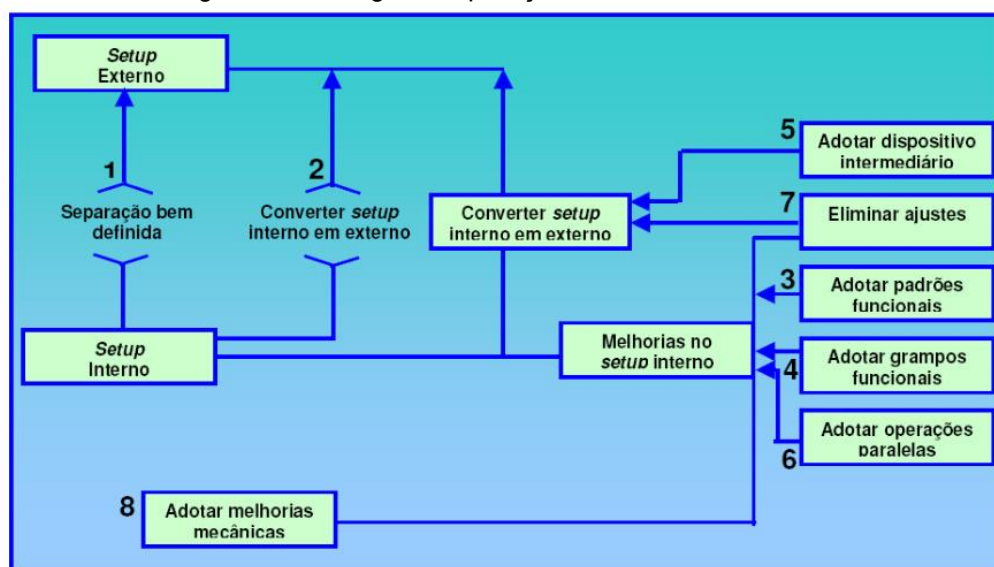 Setup
Externo
1
Separação bem
definida
2
Converter setup
interno em externo
Converter setup
interno em externo
5
Adotar dispositivo
intermediário
7
Eliminar ajustes
3
Adotar padrões
funcionais
Setup
Interno
Melhorias no
setup interno
4
Adotar grampos
funcionais
6
Adotar operações
paralelas
8
Adotar melhorias
mecânicas